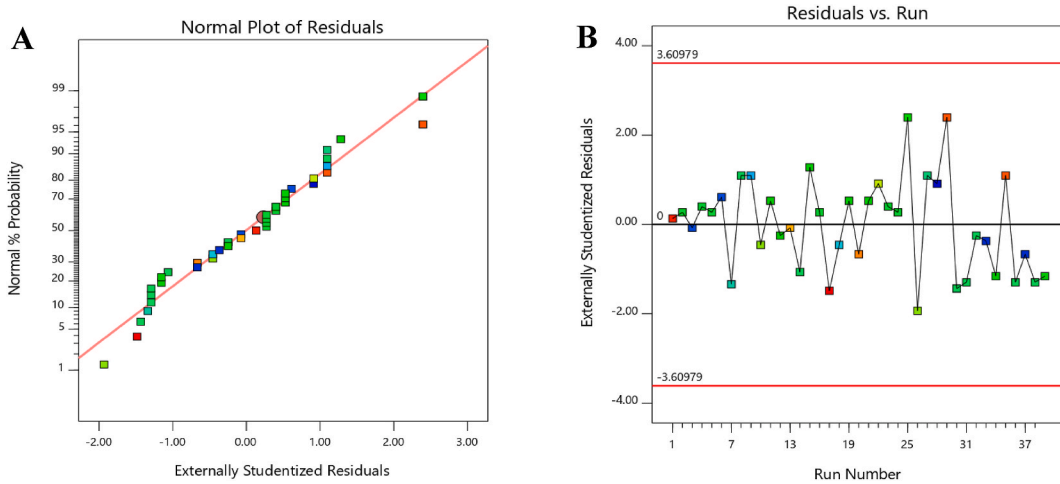 A
Normal Plot of Residuals
Normal % Probability
99
95
90
80
70
50
30
20
10
5
1
-2.00 -1.00 0.00 1.00 2.00 3.00
Externally Studentized Residuals
B
Residuals vs. Run
Externally Studentized Residuals
4.00
3.60979
2.00
0
0.00
-2.00
-3.60979
-4.00
1 7 13 19 25 31 37
Run Number